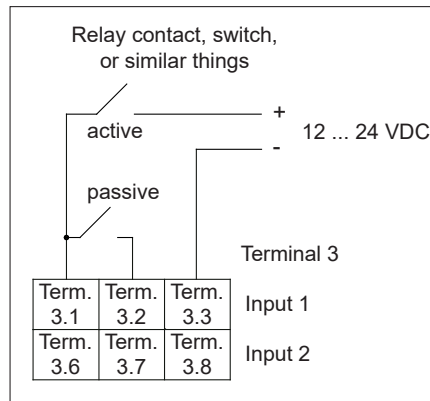 Relay contact, switch,
or similar things
+
active
12 ... 24 VDC
-
passive
Terminal 3
Term. 3.1 Term. 3.2 Term. 3.3 Input 1
Term. 3.6 Term. 3.7 Term. 3.8 Input 2